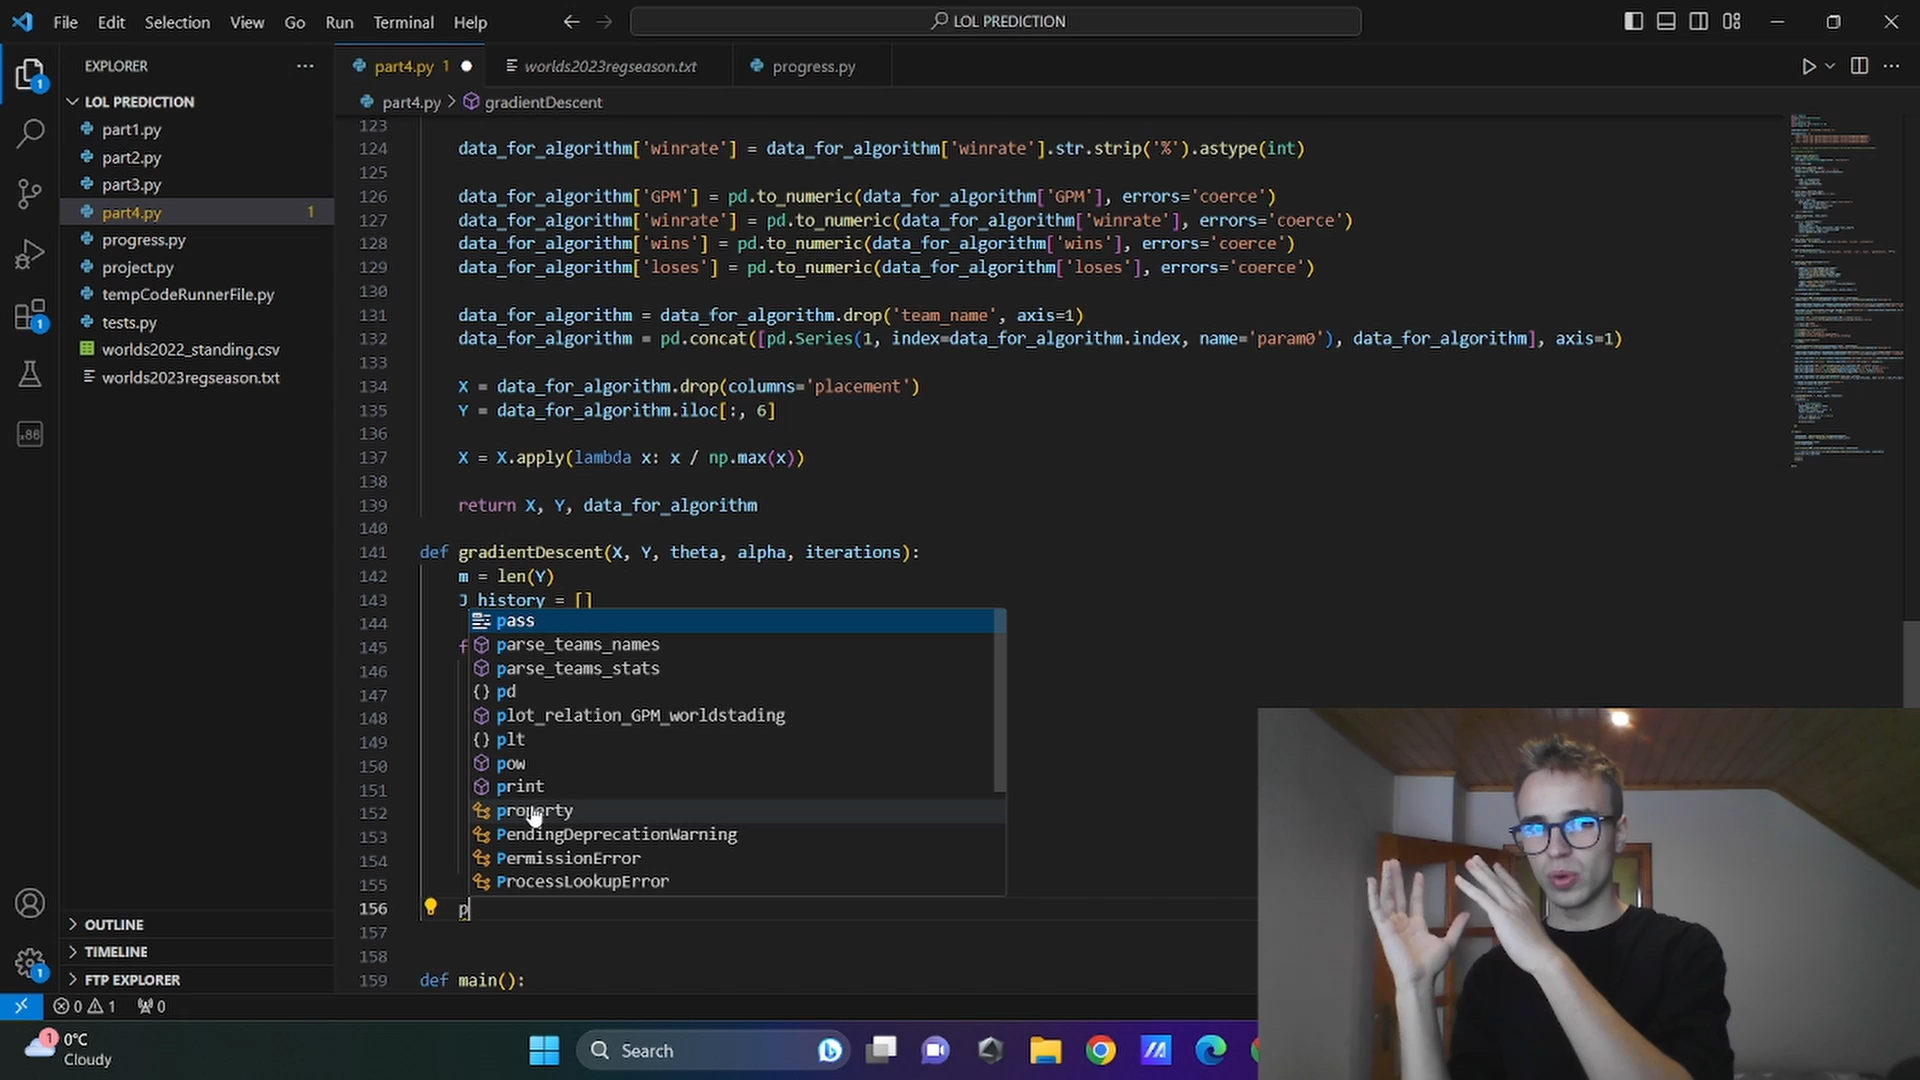 File Edit Selection View Go Run Terminal Help
LOL PREDICTION
EXPLORER
LOL PREDICTION
part1.py
part2.py
part3.py
part4.py 1
progress.py
project.py
tempCodeRunnerFile.py
tests.py
worlds2022_standing.csv
worlds2023regseason.txt
OUTLINE
TIMELINE
FTP EXPLORER
part4.py 1
worlds2023regseason.txt
progress.py
part4.py > gradientDescent
123
124 data_for_algorithm['winrate'] = data_for_algorithm['winrate'].str.strip('%').astype(int)
125
126 data_for_algorithm['GPM'] = pd.to_numeric(data_for_algorithm['GPM'], errors='coerce')
127 data_for_algorithm['winrate'] = pd.to_numeric(data_for_algorithm['winrate'], errors='coerce')
128 data_for_algorithm['wins'] = pd.to_numeric(data_for_algorithm['wins'], errors='coerce')
129 data_for_algorithm['loses'] = pd.to_numeric(data_for_algorithm['loses'], errors='coerce')
130
131 data_for_algorithm = data_for_algorithm.drop('team_name', axis=1)
132 data_for_algorithm = pd.concat([pd.Series(1, index=data_for_algorithm.index, name='param0'), data_for_algorithm], axis=1)
133
134 X = data_for_algorithm.drop(columns='placement')
135 Y = data_for_algorithm.iloc[:, 6]
136
137 X = X.apply(lambda x: x / np.max(x))
138
139 return X, Y, data_for_algorithm
140
141 def gradientDescent(X, Y, theta, alpha, iterations):
142 m = len(Y)
143 J_history = []
144 pass
145 f parse_teams_names
146 parse_teams_stats
147 pd
148 plot_relation_GPM_worldstading
149 plt
150 pow
151 print
152 property
153 PendingDeprecationWarning
154 PermissionError
155 ProcessLookupError
156 p
157
158
159 def main():
0 1 0
1
1
.86
1
1
0°C
Cloudy
Search